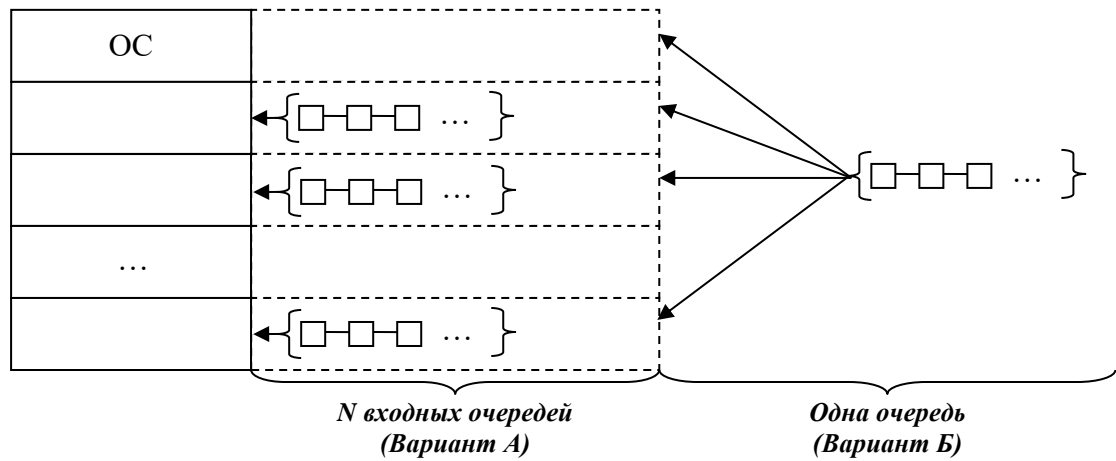 ОС
…
…
…
…
…
N входных очередей
(Вариант А)
Одна очередь
(Вариант Б)